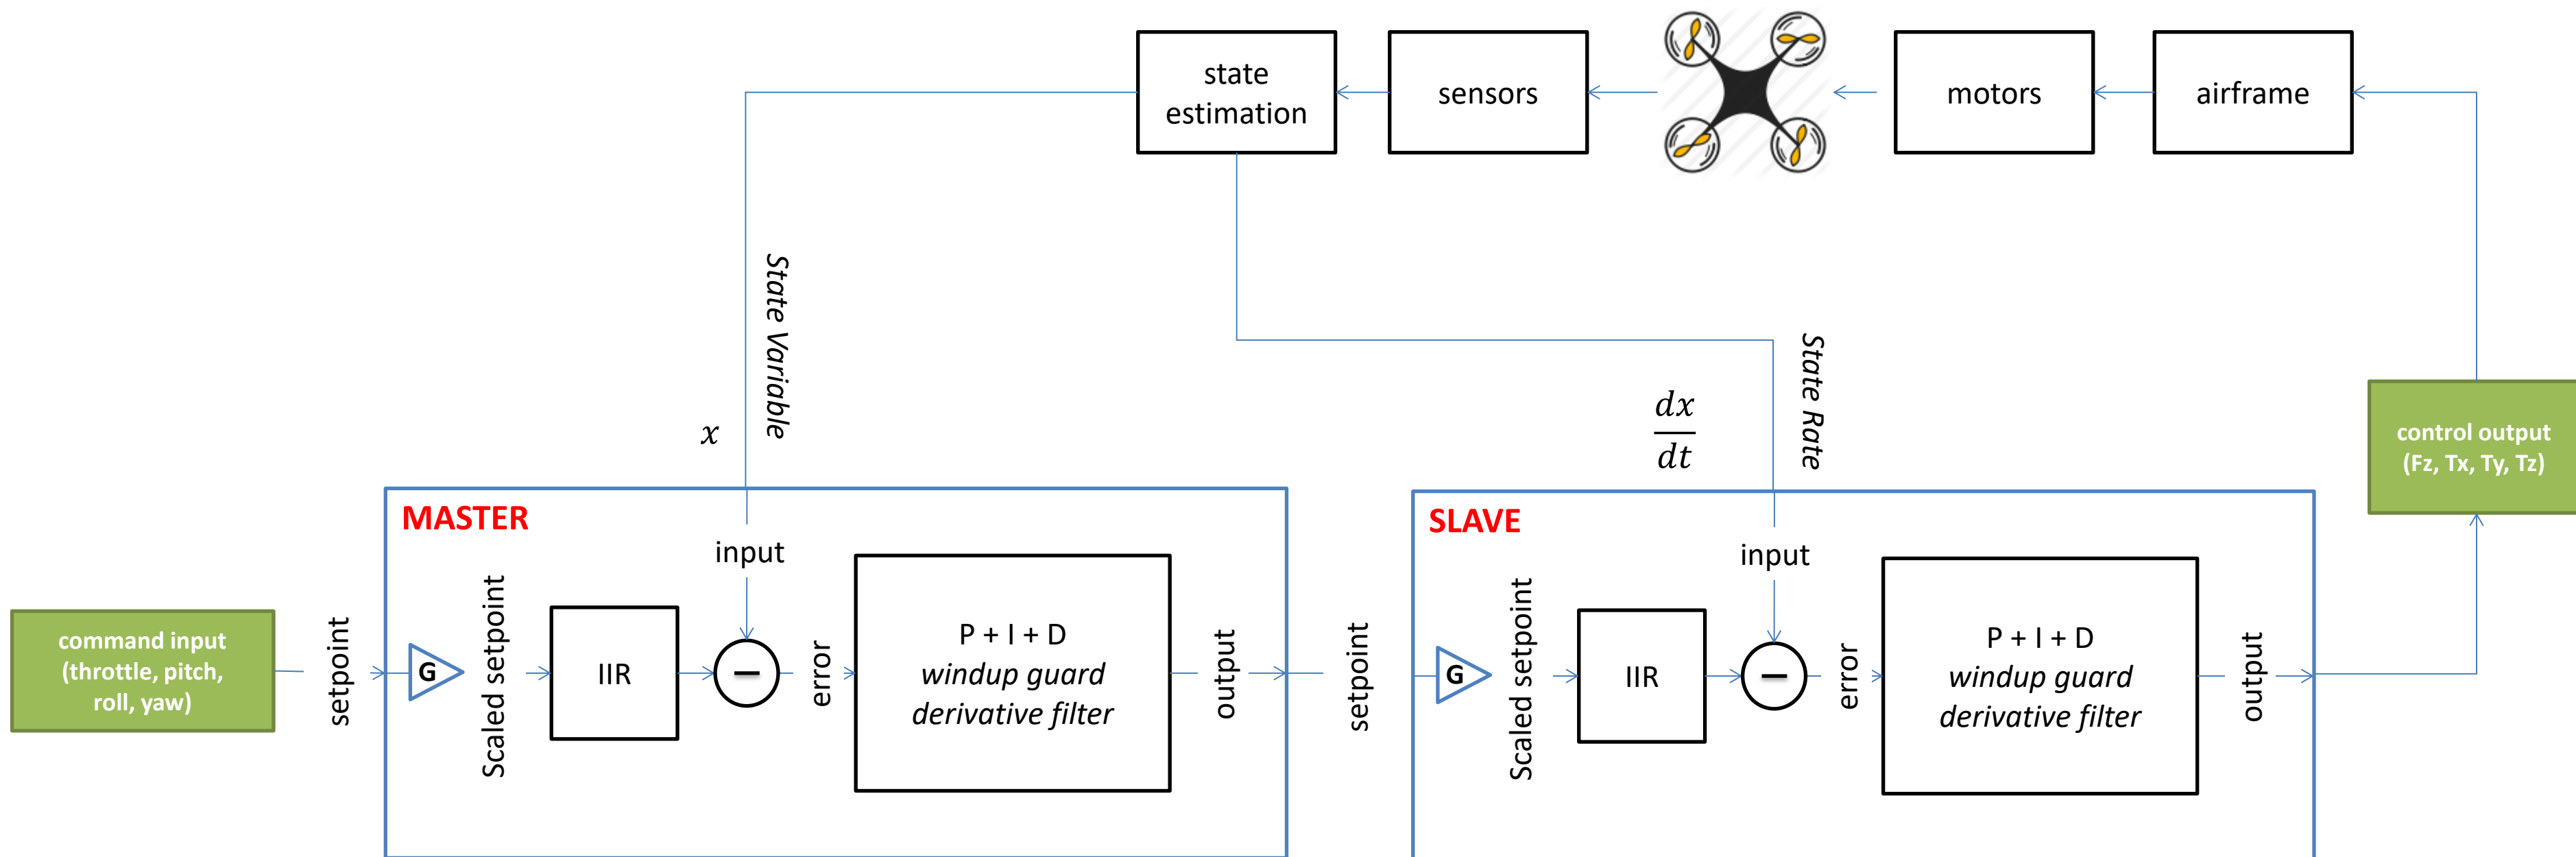 state
estimation
sensors
motors
airframe
State Variable
x
dx
dt
State Rate
control output
(Fz, Tx, Ty, Tz)
MASTER
input
command input
(throttle, pitch,
roll, yaw)
setpoint
G
Scaled setpoint
IIR
−
error
P + I + D
windup guard
derivative filter
output
setpoint
SLAVE
input
G
Scaled setpoint
IIR
−
error
P + I + D
windup guard
derivative filter
output